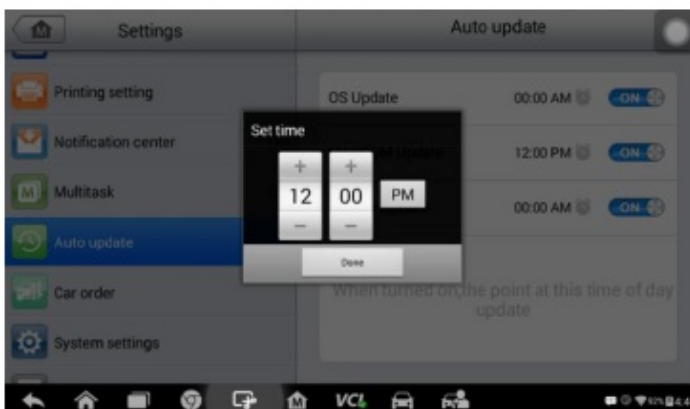 Settings
Auto update
Printing setting
Notification center
Multitask
Auto update
Car order
System settings
OS Update
00:00 AM
ON
Update
12:00 PM
ON
00:00 AM
ON
When turned on,the point at this time of day
update
Set time
+
+
12
00
PM
-
-
Done
VCI
92%